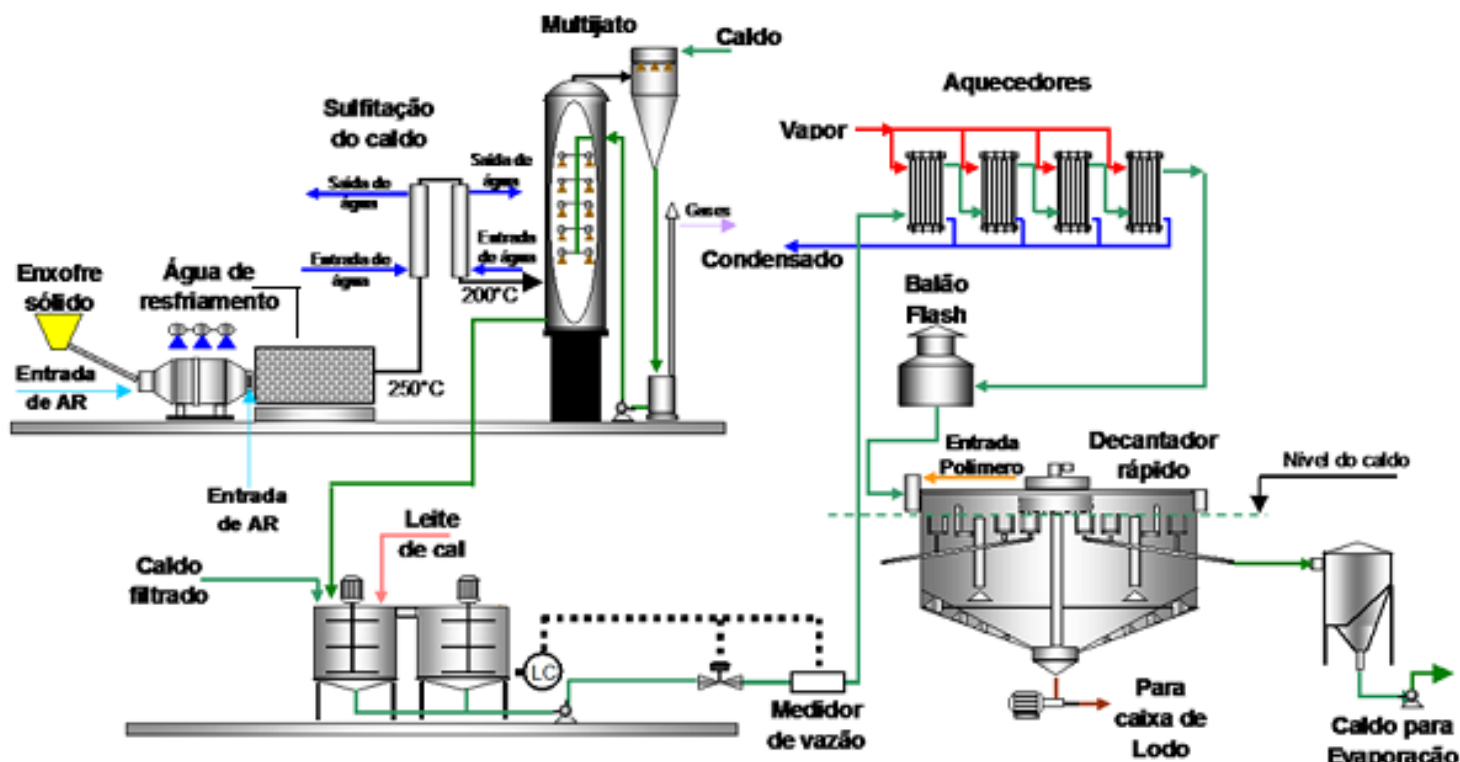 Multijato
Caldo
Aquecedores
Sulfitação
do caldo
Vapor
Saída de
água
Saída de
água
Gases
Entrada de
água
Entrada
de água
Condensado
Enxofre
sólido
Água de
resfriamento
200°C
Balão
Flash
Entrada
de AR
250°C
Entrada
Polímero
Decantador
rápido
Nível do caldo
Entrada
de AR
Leite
de cal
Caldo
filtrado
LC
Medidor
de vazão
Para
caixa de
Lodo
Caldo para
Evaporação